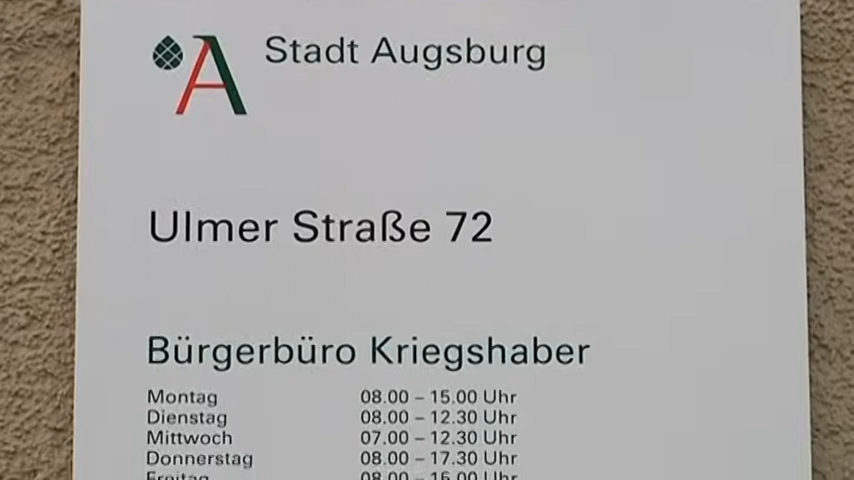 A Stadt Augsburg
Ulmer Straße 72
Bürgerbüro Kriegshaber
Montag 08.00 – 15.00 Uhr
Dienstag 08.00 – 12.30 Uhr
Mittwoch 07.00 – 12.30 Uhr
Donnerstag 08.00 – 17.30 Uhr
Freitag